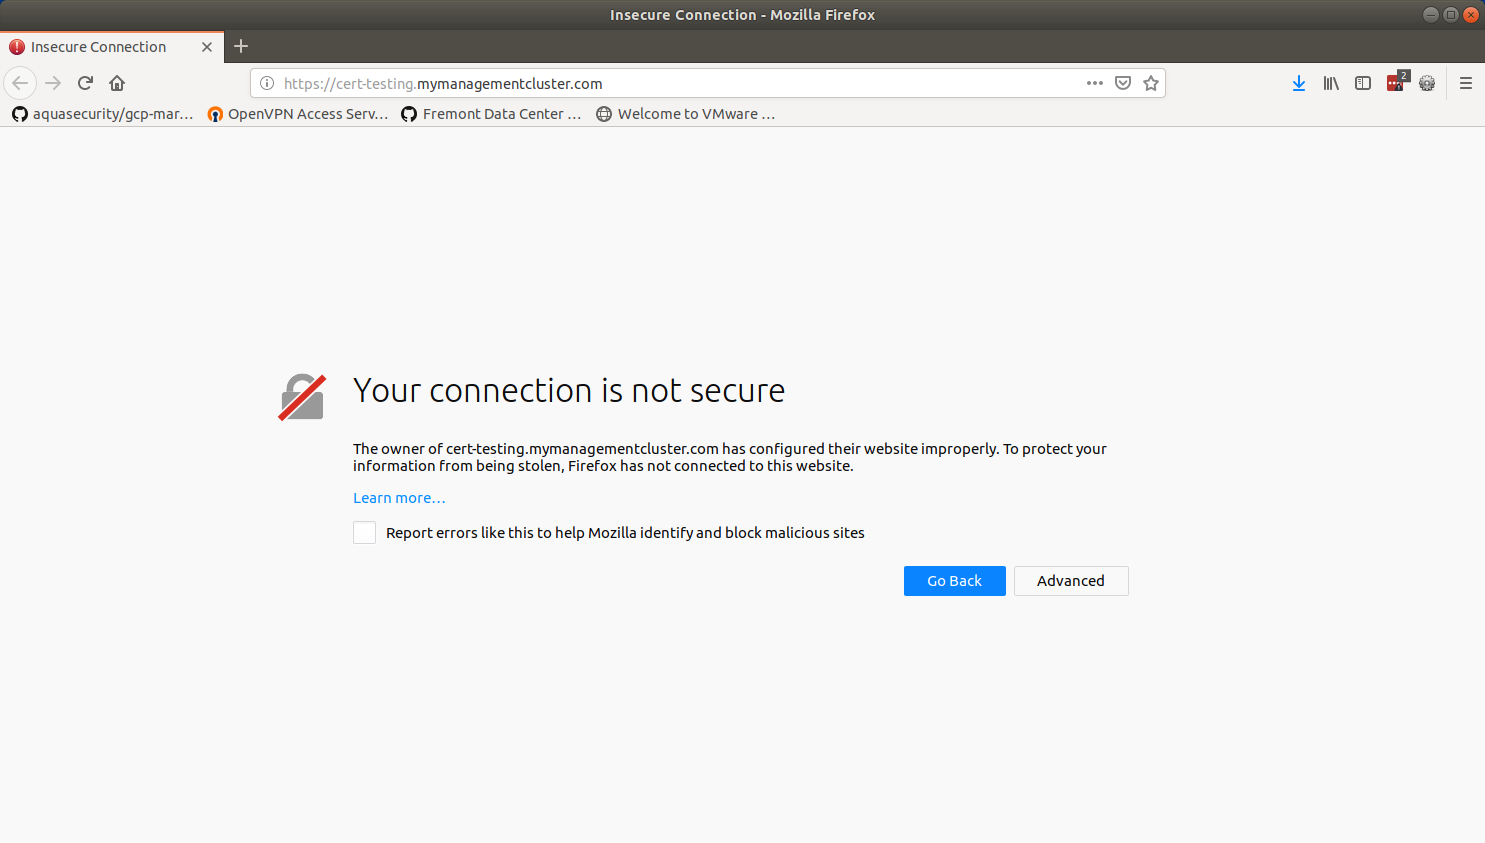 Insecure Connection - Mozilla Firefox
Insecure Connection
https://cert-testing.mymanagementcluster.com
2
aquasecurity/gcp-mar… OpenVPN Access Serv… Fremont Data Center … Welcome to VMware …
Your connection is not secure
The owner of cert-testing.mymanagementcluster.com has configured their website improperly. To protect your
information from being stolen, Firefox has not connected to this website.
Learn more…
Report errors like this to help Mozilla identify and block malicious sites
Go Back Advanced